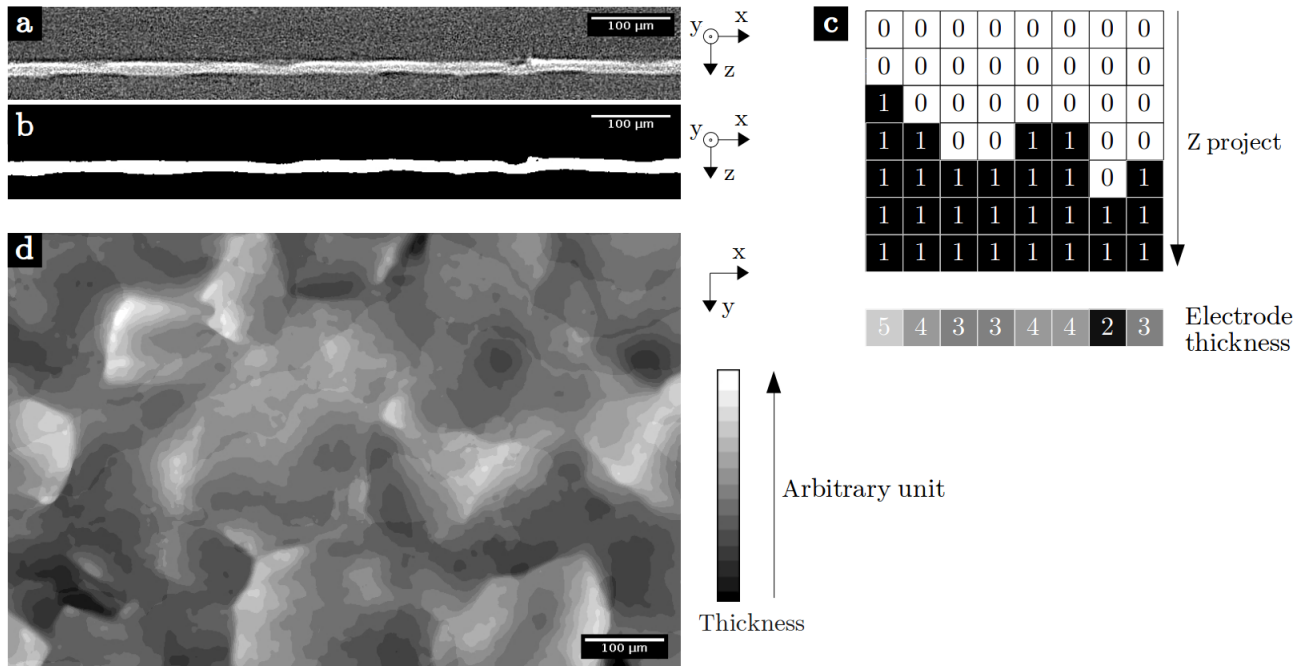 a
100 µm
y x
z
b
100 µm
y x
z
c
0 0 0 0 0 0 0 0
0 0 0 0 0 0 0 0
1 0 0 0 0 0 0 0
1 1 0 0 1 1 0 0
1 1 1 1 1 1 0 1
1 1 1 1 1 1 1 1
1 1 1 1 1 1 1 1
Z project
5 4 3 3 4 4 2 3
Electrode
thickness
d
x
y
Arbitrary unit
Thickness
100 µm